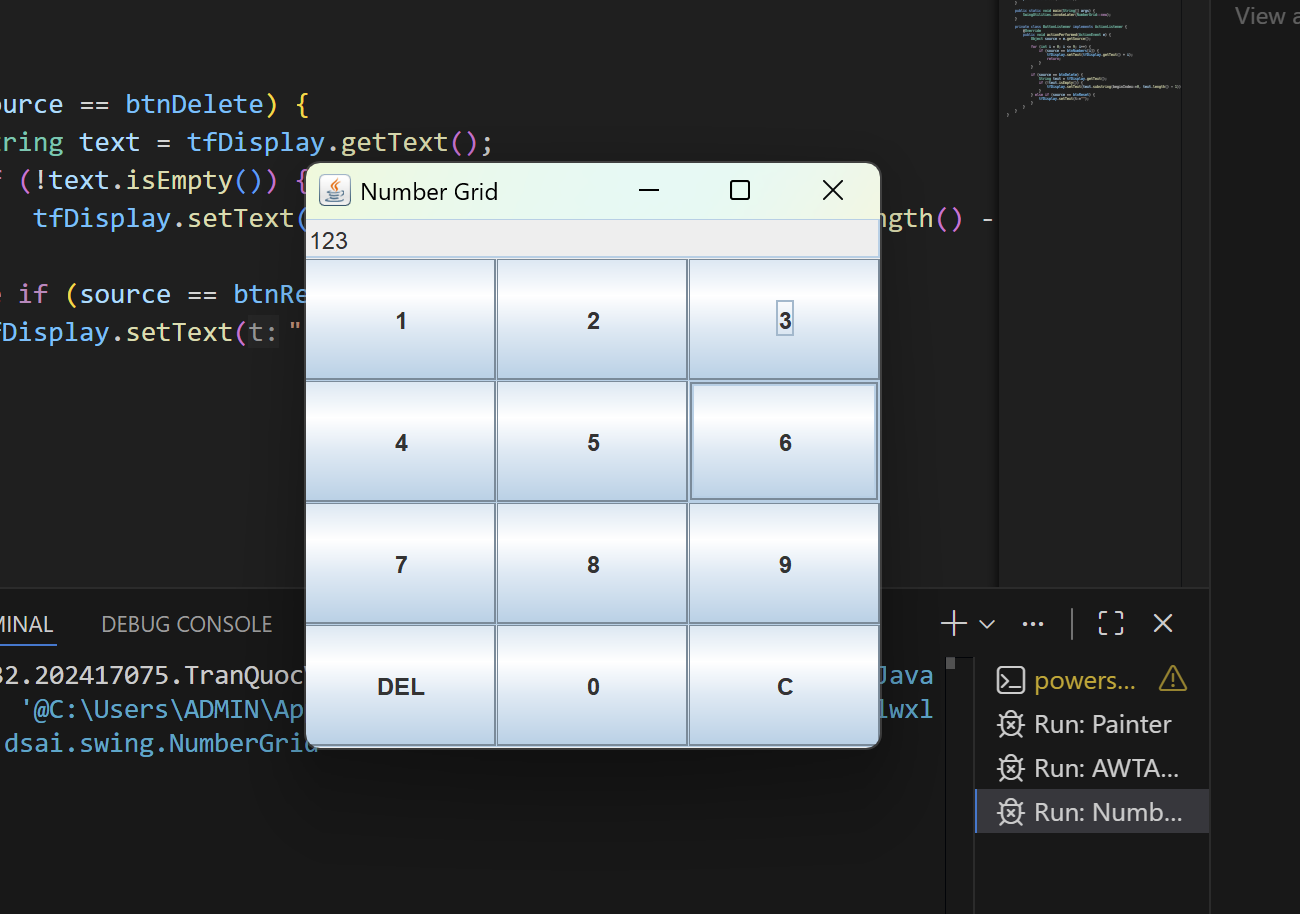 View a
ource == btnDelete) {
tring text = tfDisplay.getText();
(!text.isEmpty()) {
tfDisplay.setText(
ngth() -
if (source == btnRe
fDisplay.setText(t: "
Number Grid
123
1 2 3
4 5 6
7 8 9
DEL 0 C
MINAL DEBUG CONSOLE
32.202417075.TranQuoc
Java
'@C:\Users\ADMIN\Ap
lwxl
dsai.swing.NumberGrid
powers...
Run: Painter
Run: AWTA...
Run: Numb...